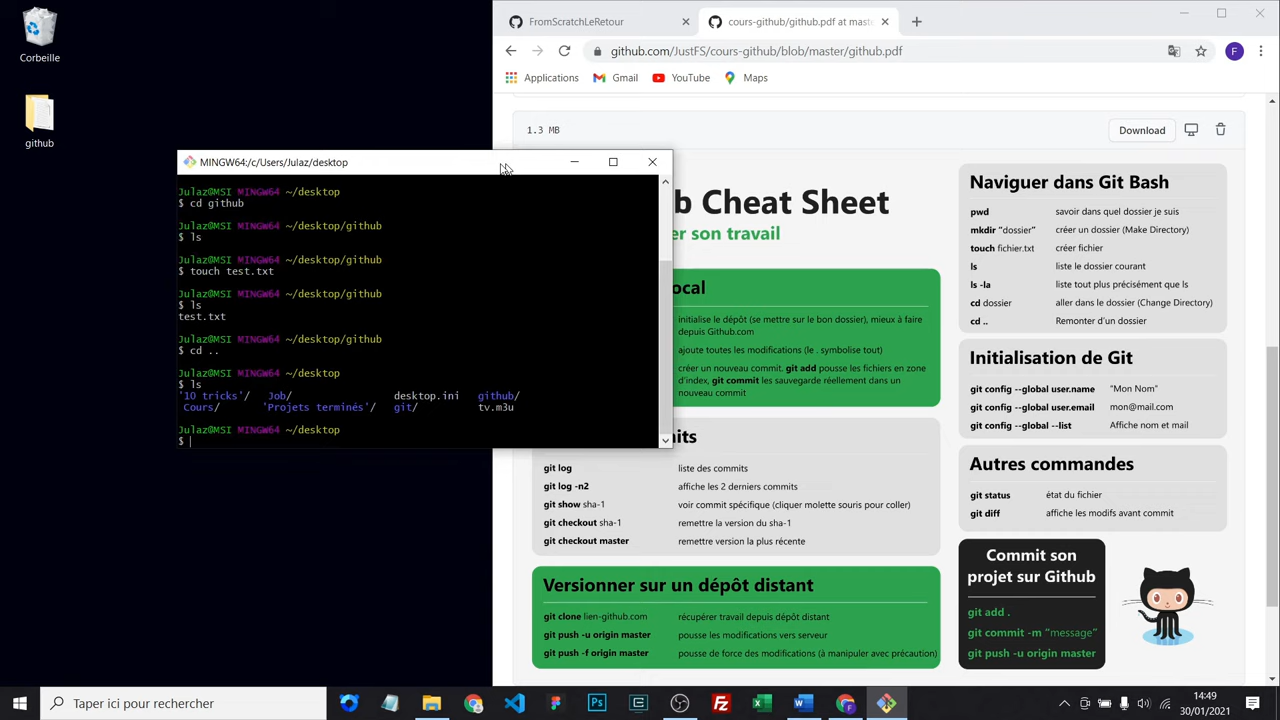 Corbeille
github
FromScratchLeRetour
cours-github/github.pdf at mast
github.com/JustFS/cours-github/blob/master/github.pdf
F
Applications
Gmail
YouTube
Maps
1.3 MB
Download
MINGW64:/c/Users/Julaz/desktop
Julaz@MSI MINGW64 ~/desktop
$ cd github
Julaz@MSI MINGW64 ~/desktop/github
$ ls
Julaz@MSI MINGW64 ~/desktop/github
$ touch test.txt
Julaz@MSI MINGW64 ~/desktop/github
$ ls
test.txt
Julaz@MSI MINGW64 ~/desktop/github
$ cd ..
Julaz@MSI MINGW64 ~/desktop
$ ls
'10 tricks'/ Job/ desktop.ini github/
Cours/ 'Projets terminés'/ git/ tv.m3u
Julaz@MSI MINGW64 ~/desktop
$
b Cheat Sheet
er son travail
ocal
initialise le dépôt (se mettre sur le bon dossier), mieux à faire
depuis Github.com
ajoute toutes les modifications (le . symbolise tout)
créer un nouveau commit. git add pousse les fichiers en zone
d'index, git commit les sauvegarde réellement dans un
nouveau commit
its
git log liste des commits
git log -n2 affiche les 2 derniers commits
git show sha-1 voir commit spécifique (cliquer molette souris pour coller)
git checkout sha-1 remettre la version du sha-1
git checkout master remettre version la plus récente
Versionner sur un dépôt distant
git clone lien-github.com récupérer travail depuis dépôt distant
git push -u origin master pousse les modifications vers serveur
git push -f origin master pousse de force des modifications (à manipuler avec précaution)
Naviguer dans Git Bash
pwd savoir dans quel dossier je suis
mkdir "dossier" créer un dossier (Make Directory)
touch fichier.txt créer fichier
ls liste le dossier courant
ls -la liste tout plus précisément que ls
cd dossier aller dans le dossier (Change Directory)
cd .. Remonter d'un dossier
Initialisation de Git
git config --global user.name "Mon Nom"
git config --global user.email mon@mail.com
git config --global --list Affiche nom et mail
Autres commandes
git status état du fichier
git diff affiche les modifs avant commit
Commit son
projet sur Github
git add .
git commit -m "message"
git push -u origin master
Taper ici pour rechercher
14:49
30/01/2021